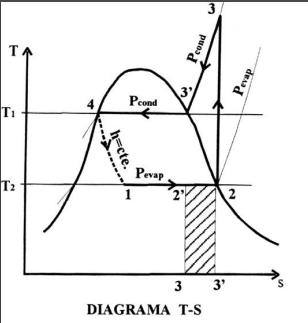 T
3
Pcond
Pevap
4
3'
T1
Pcond
h=cte.
Pevap
T2
1
2'
2
3
3'
s
DIAGRAMA T-S